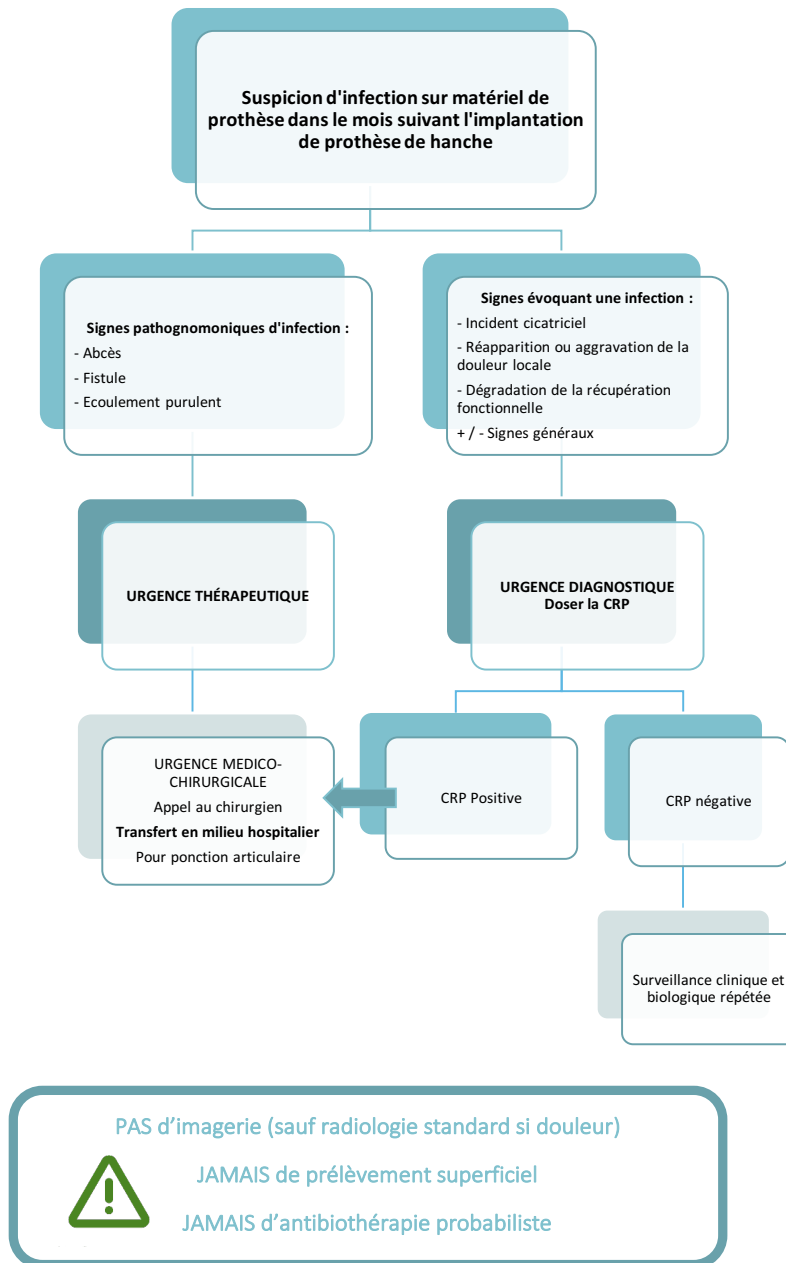 Suspicion d'infection sur matériel de
prothèse dans le mois suivant l'implantation
de prothèse de hanche
Signes pathognomoniques d'infection :
- Abcès
- Fistule
- Ecoulement purulent
Signes évoquant une infection :
- Incident cicatriciel
- Réapparition ou aggravation de la
douleur locale
- Dégradation de la récupération
fonctionnelle
+ / - Signes généraux
URGENCE THÉRAPEUTIQUE
URGENCE DIAGNOSTIQUE
Doser la CRP
URGENCE MEDICO-
CHIRURGICALE
Appel au chirurgien
Transfert en milieu hospitalier
Pour ponction articulaire
CRP Positive
CRP négative
Surveillance clinique et
biologique répétée
PAS d'imagerie (sauf radiologie standard si douleur)
JAMAIS de prélèvement superficiel
JAMAIS d'antibiothérapie probabiliste